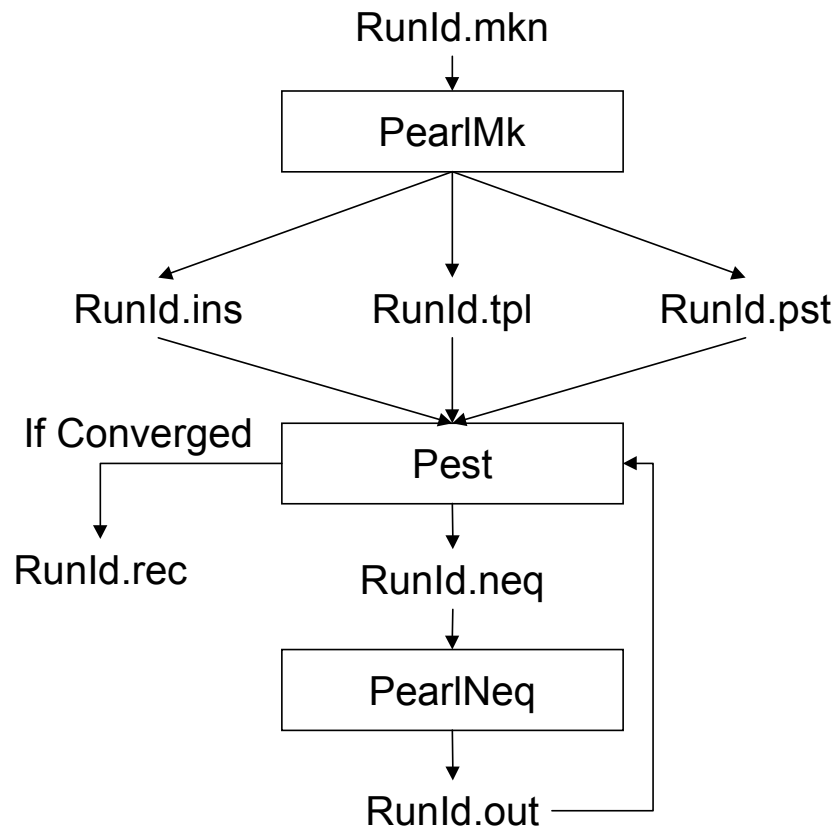 RunId.mkn
PearlMk
RunId.ins
RunId.tpl
RunId.pst
If Converged
Pest
RunId.rec
RunId.neq
PearlNeq
RunId.out